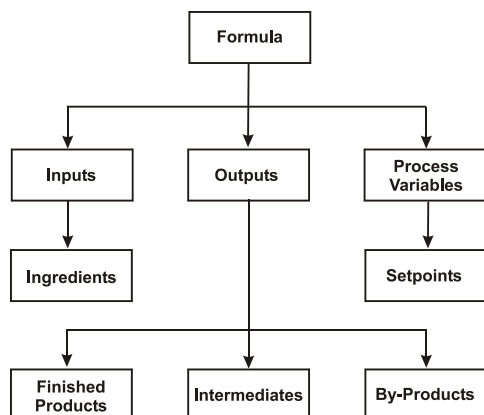 Formula
Inputs
Outputs
Process
Variables
Ingredients
Setpoints
Finished
Products
Intermediates
By-Products